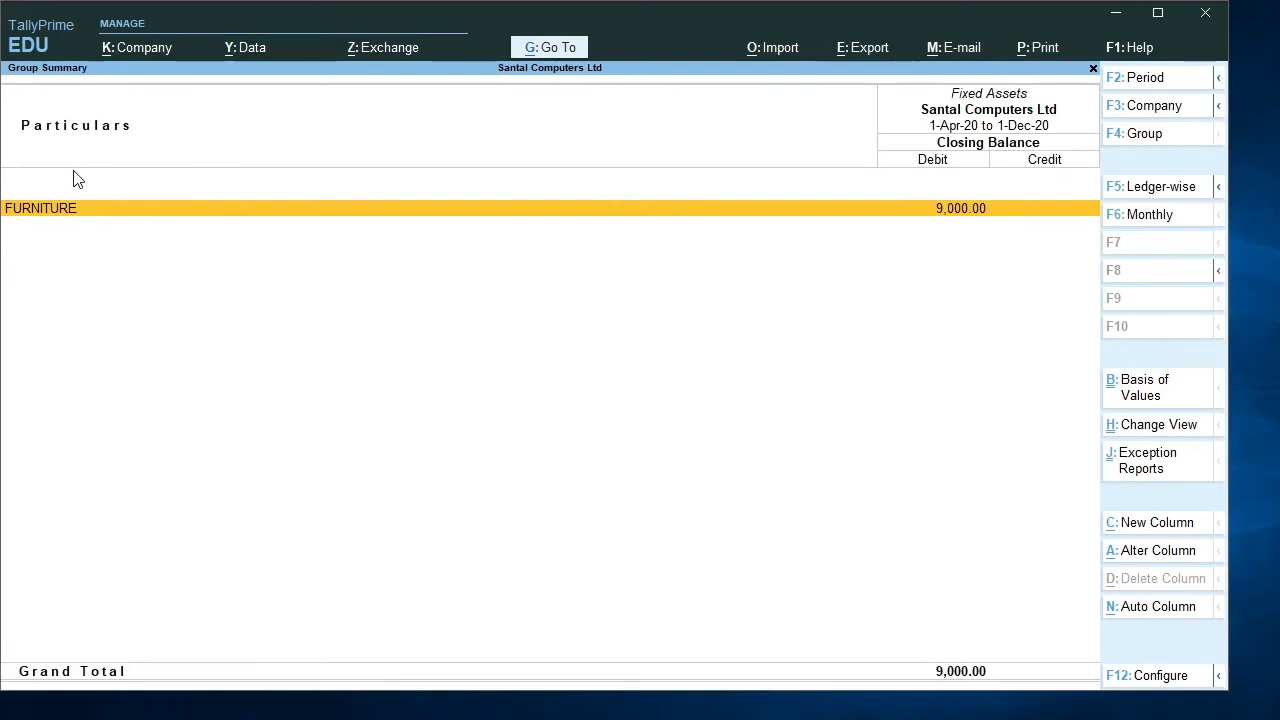 TallyPrime
EDU
MANAGE
K: Company
Y: Data
Z: Exchange
G: Go To
O: Import
E: Export
M: E-mail
P: Print
F1: Help
Group Summary
Santal Computers Ltd
Particulars
Fixed Assets
Santal Computers Ltd
1-Apr-20 to 1-Dec-20
Closing Balance
Debit
Credit
FURNITURE 9,000.00
Grand Total 9,000.00
F2: Period
F3: Company
F4: Group
F5: Ledger-wise
F6: Monthly
F7
F8
F9
F10
B: Basis of
Values
H: Change View
J: Exception
Reports
C: New Column
A: Alter Column
D: Delete Column
N: Auto Column
F12: Configure